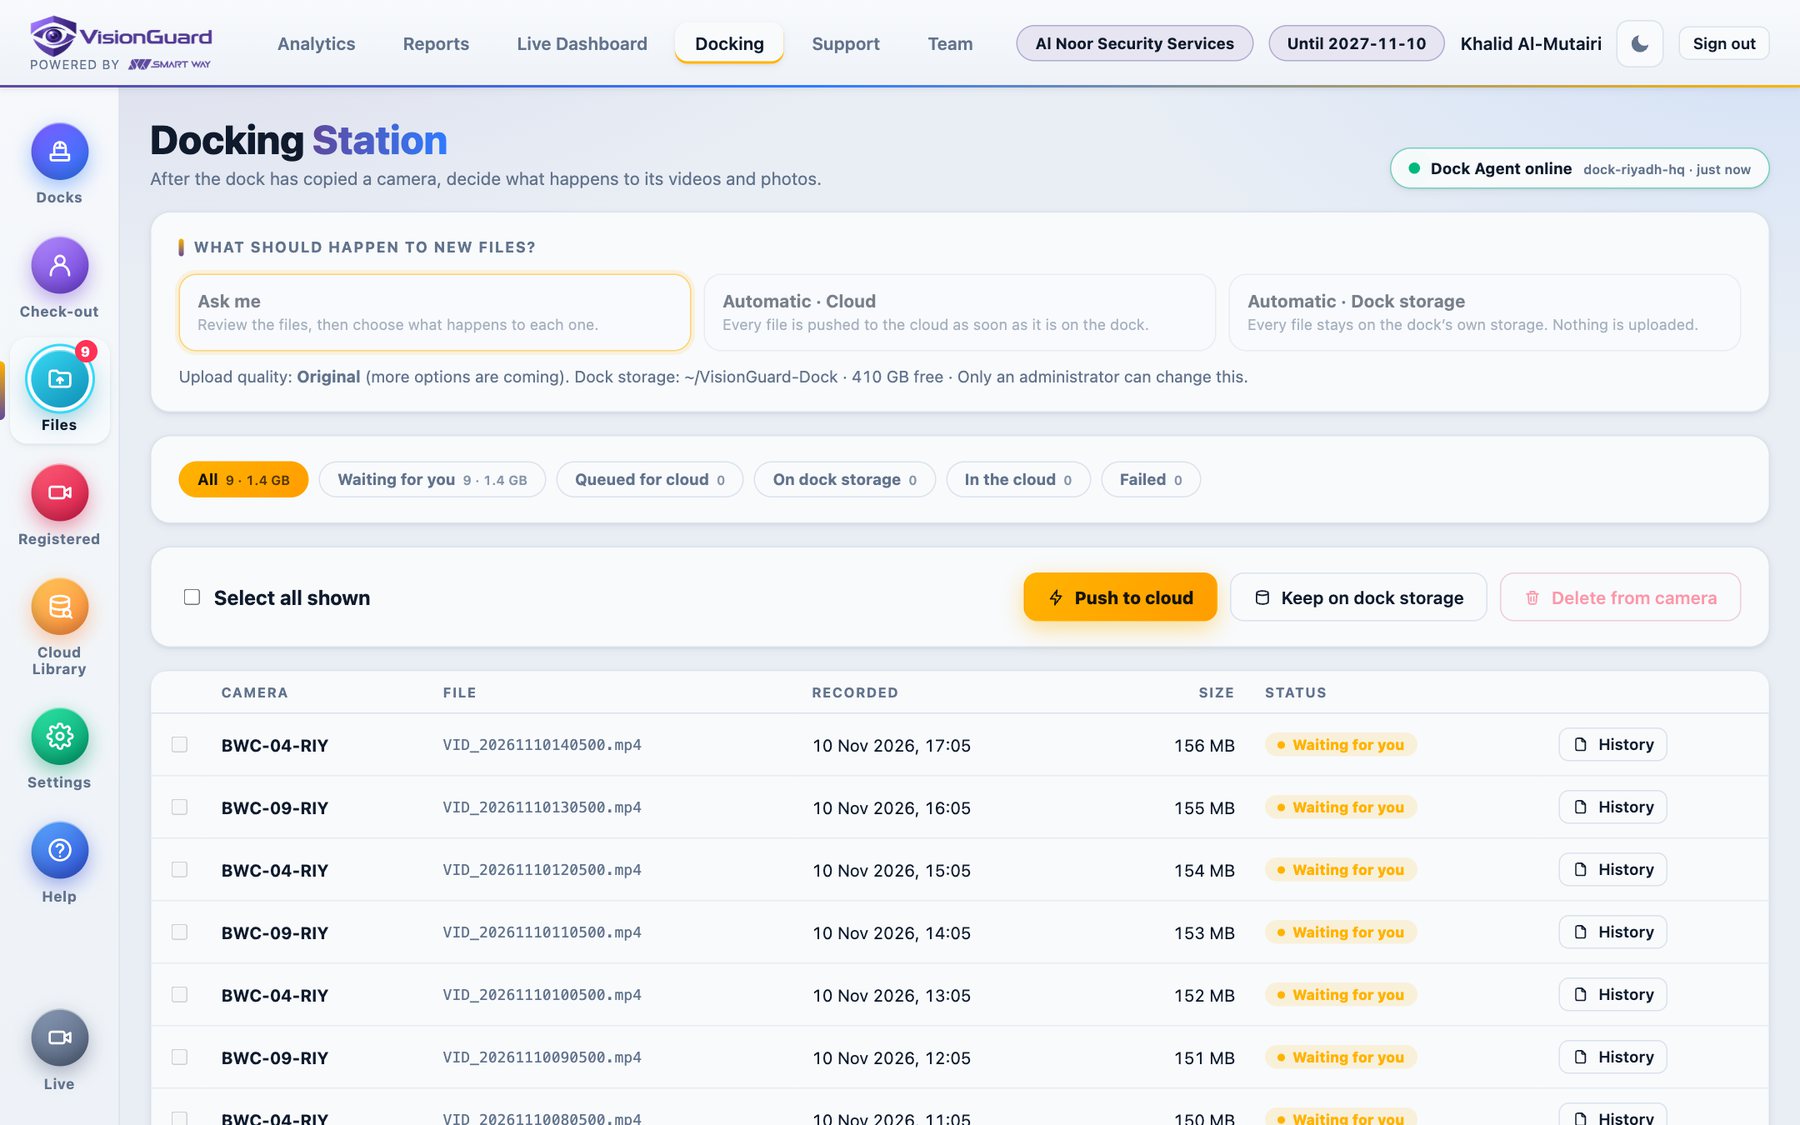 VisionGuard
POWERED BY SMART WAY
Analytics
Reports
Live Dashboard
Docking
Support
Team
Al Noor Security Services
Until 2027-11-10
Khalid Al-Mutairi
Sign out
Docks
Check-out
9
Files
Registered
Cloud
Library
Settings
Help
Live
Docking Station
After the dock has copied a camera, decide what happens to its videos and photos.
Dock Agent online dock-riyadh-hq · just now
WHAT SHOULD HAPPEN TO NEW FILES?
Ask me
Review the files, then choose what happens to each one.
Automatic · Cloud
Every file is pushed to the cloud as soon as it is on the dock.
Automatic · Dock storage
Every file stays on the dock's own storage. Nothing is uploaded.
Upload quality: Original (more options are coming). Dock storage: ~/VisionGuard-Dock · 410 GB free · Only an administrator can change this.
All 9 · 1.4 GB
Waiting for you 9 · 1.4 GB
Queued for cloud 0
On dock storage 0
In the cloud 0
Failed 0
Select all shown
Push to cloud
Keep on dock storage
Delete from camera
CAMERA FILE RECORDED SIZE STATUS
BWC-04-RIY VID_20261110140500.mp4 10 Nov 2026, 17:05 156 MB Waiting for you History
BWC-09-RIY VID_20261110130500.mp4 10 Nov 2026, 16:05 155 MB Waiting for you History
BWC-04-RIY VID_20261110120500.mp4 10 Nov 2026, 15:05 154 MB Waiting for you History
BWC-09-RIY VID_20261110110500.mp4 10 Nov 2026, 14:05 153 MB Waiting for you History
BWC-04-RIY VID_20261110100500.mp4 10 Nov 2026, 13:05 152 MB Waiting for you History
BWC-09-RIY VID_20261110090500.mp4 10 Nov 2026, 12:05 151 MB Waiting for you History
BWC-04-RIY VID_20261110080500.mp4 10 Nov 2026, 11:05 150 MB Waiting for you History